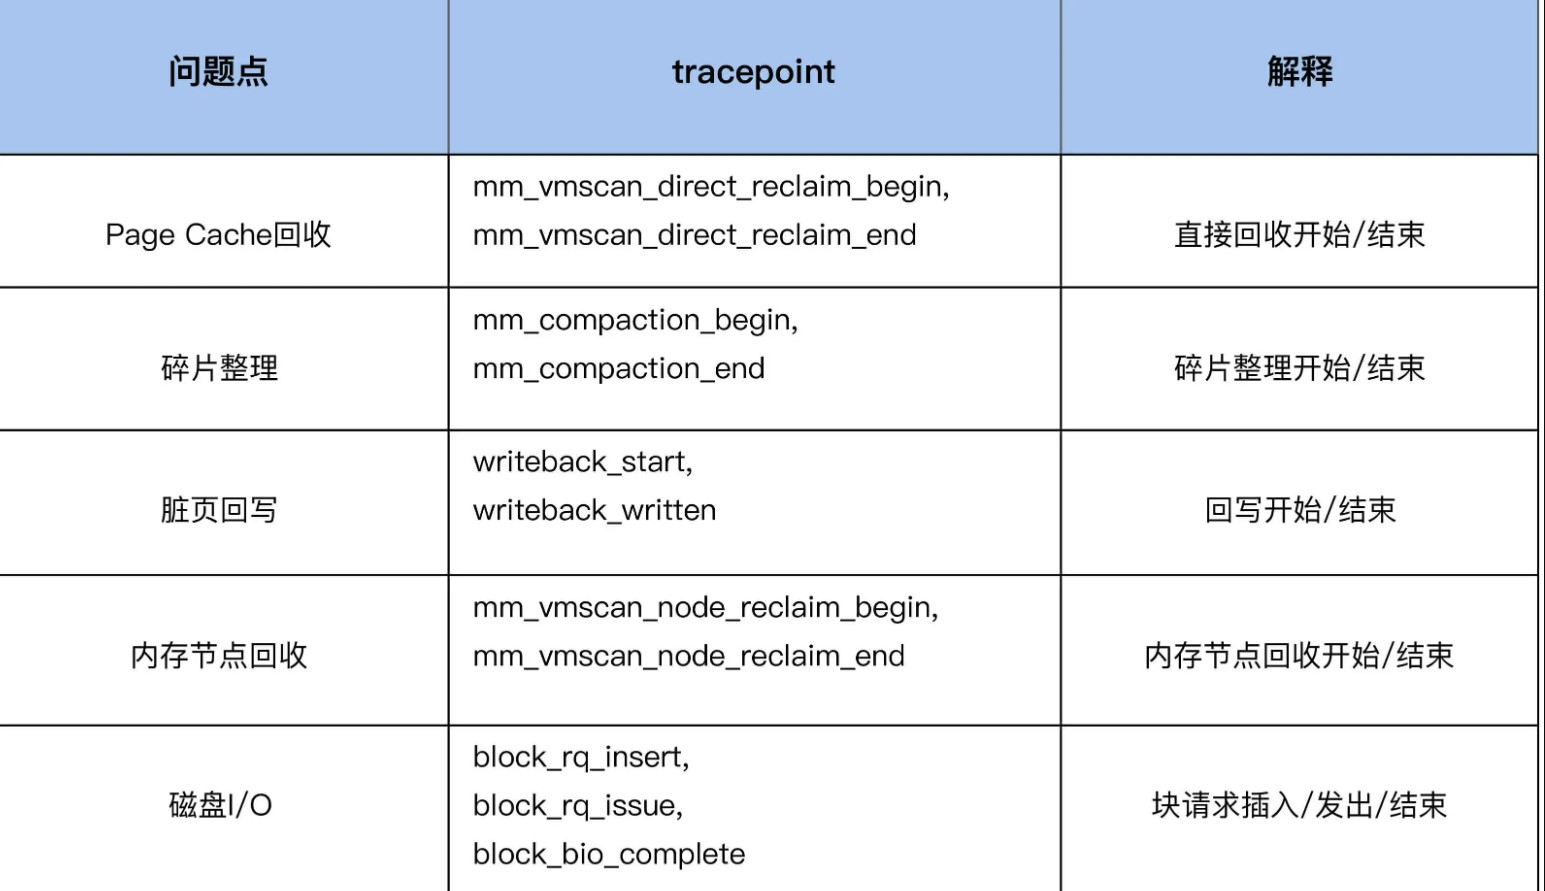 问题点
tracepoint
解释
Page Cache回收
mm_vmscan_direct_reclaim_begin,
mm_vmscan_direct_reclaim_end
直接回收开始/结束
碎片整理
mm_compaction_begin,
mm_compaction_end
碎片整理开始/结束
脏页回写
writeback_start,
writeback_written
回写开始/结束
内存节点回收
mm_vmscan_node_reclaim_begin,
mm_vmscan_node_reclaim_end
内存节点回收开始/结束
磁盘I/O
block_rq_insert,
block_rq_issue,
block_bio_complete
块请求插入/发出/结束